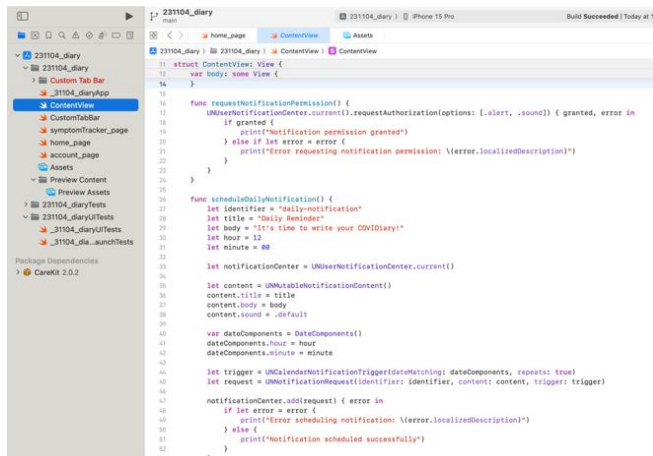 231104_diary
main
231104_diary 〉 iPhone 15 Pro
Build Succeeded | Today at 1
home_page
ContentView
Assets
231104_diary 〉 231104_diary 〉 ContentView 〉 ContentView
231104_diary
231104_diary
Custom Tab Bar
_31104_diaryApp
ContentView
CustomTabBar
symptomTracker_page
home_page
account_page
Assets
Preview Content
Preview Assets
231104_diaryTests
231104_diaryUITests
_31104_diaryUITests
_31104_dia...aunchTests
Package Dependencies
CareKit 2.0.2
11 struct ContentView: View {
12 var body: some View {
14 }
15
16 func requestNotificationPermission() {
17 UNUserNotificationCenter.current().requestAuthorization(options: [.alert, .sound]) { granted, error in
18 if granted {
19 print("Notification permission granted")
20 } else if let error = error {
21 print("Error requesting notification permission: \(error.localizedDescription)")
22 }
23 }
24 }
25
26 func scheduleDailyNotification() {
27 let identifier = "daily-notification"
28 let title = "Daily Reminder"
29 let body = "It's time to write your COVIDiary!"
30 let hour = 12
31 let minute = 00
32
33 let notificationCenter = UNUserNotificationCenter.current()
34
35 let content = UNMutableNotificationContent()
36 content.title = title
37 content.body = body
38 content.sound = .default
39
40 var dateComponents = DateComponents()
41 dateComponents.hour = hour
42 dateComponents.minute = minute
43
44 let trigger = UNCalendarNotificationTrigger(dateMatching: dateComponents, repeats: true)
45 let request = UNNotificationRequest(identifier: identifier, content: content, trigger: trigger)
46
47 notificationCenter.add(request) { error in
48 if let error = error {
49 print("Error scheduling notification: \(error.localizedDescription)")
50 } else {
51 print("Notification scheduled successfully")
52 }